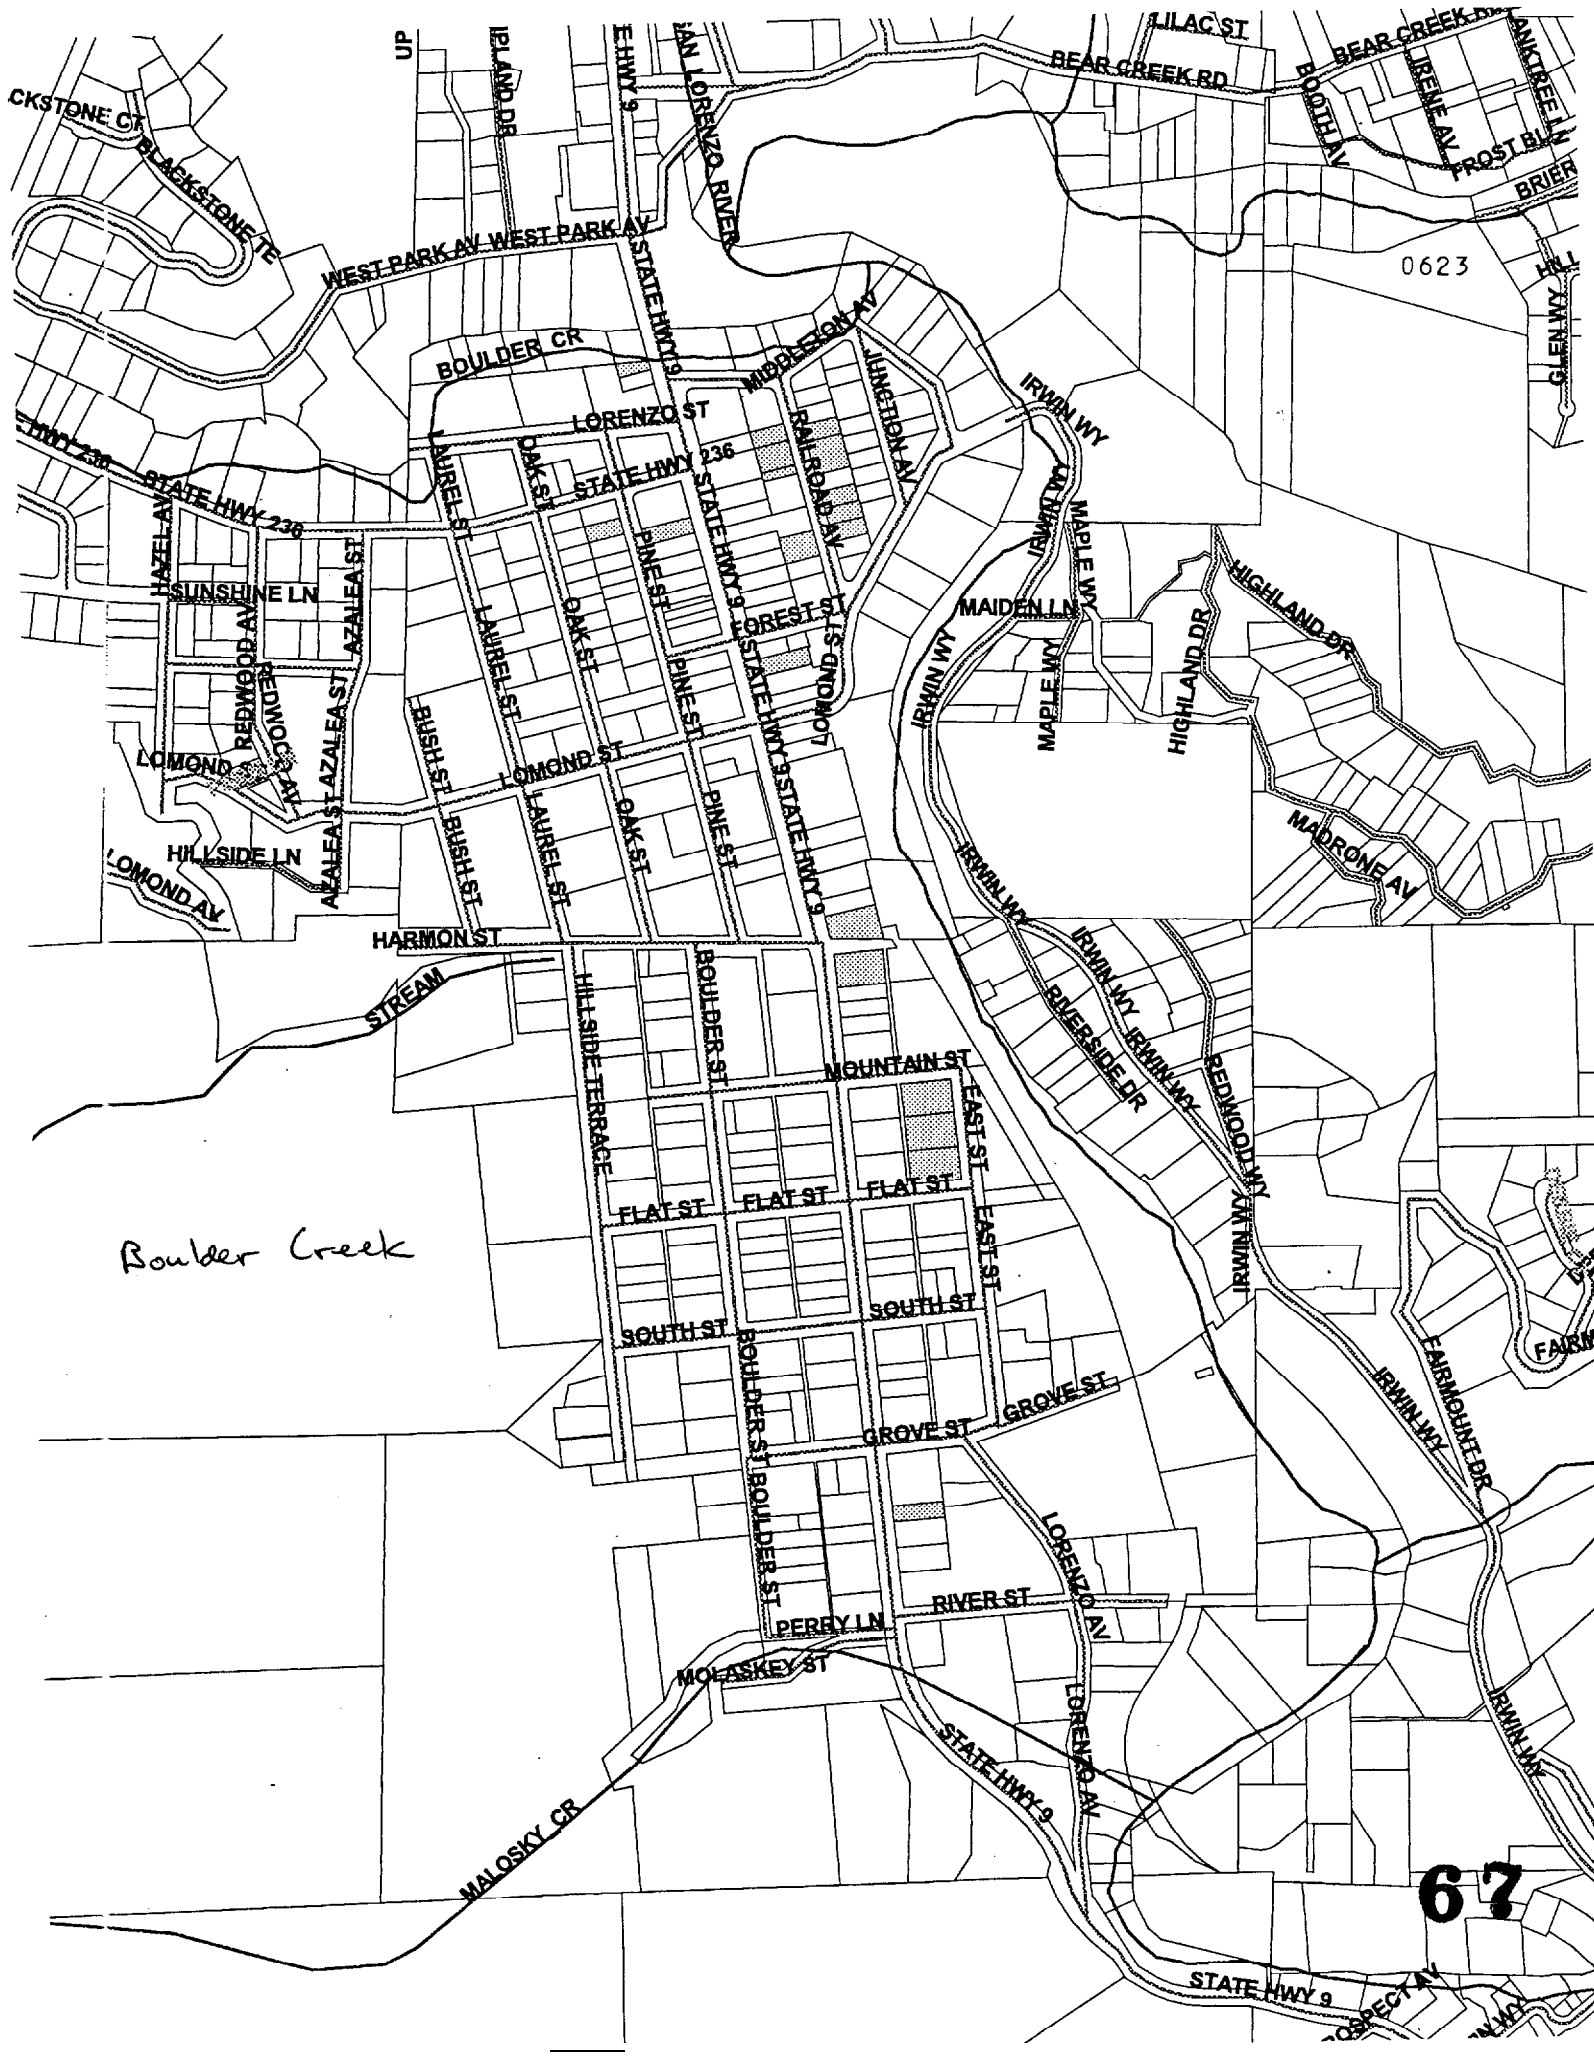 UP
IPLAND DR
E HWY 9
SAN LORENZO RIVER
LILAC ST
BEAR CREEK RD
BEAR CREEK R
BOOTH AV
IRENE AV
ANKTREE LN
FROST BL
BRIER
CKSTONE CT
BLACKSTONE TE
WEST PARK AV
WEST PARK AV
STATE HWY 9
0623
HILL
GLEN WY
BOULDER CR
MIDDLETON AV
JUNCTION AV
IRWIN WY
LORENZO ST
RAILROAD AV
E HWY 236
STATE HWY 236
LAUREL ST
OAK ST
STATE HWY 236
STATE HWY 9
IRWIN WY
MAPLE WY
HAZEL AV
SUNSHINE LN
REDWOOD AV
AZALEA ST
LAUREL ST
OAK ST
PINE ST
FOREST ST
MAIDEN LN
HIGHLAND DR
HIGHLAND DR
IRWIN WY
MAPLE WY
REDWOOD AV
AZALEA ST
BUSH ST
PINE ST
STATE HWY 9
LOMOND ST
LOMOND S
LOMOND ST
HILLSIDE LN
LOMOND AV
AZALEA ST
BUSH ST
LAUREL ST
OAK ST
PINE ST
STATE HWY 9
IRWIN WY
MADRONE AV
HARMON ST
STREAM
HILLSIDE TERRACE
BOULDER ST
IRWIN WY
RIVERSIDE DR
IRWIN WY
REDWOOD WY
MOUNTAIN ST
EAST ST
FLAT ST
FLAT ST
FLAT ST
EAST ST
IRWIN WY
Boulder Creek
SOUTH ST
SOUTH ST
BOULDER ST
GROVE ST
GROVE ST
IRWIN WY
FAIRMOUNT DR
FAIRM
BOULDER ST
LORENZO AV
RIVER ST
PERRY LN
MOLASKEY ST
LORENZO AV
STATE HWY 9
IRWIN WY
MALOSKY CR
67
STATE HWY 9
ROSPECT AV
IN WY